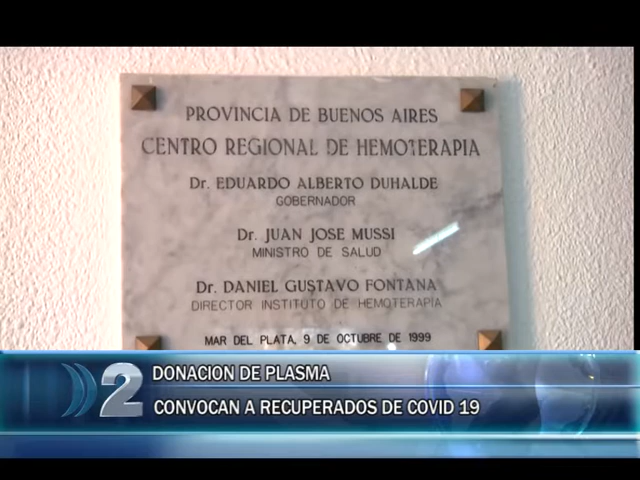 PROVINCIA DE BUENOS AIRES
CENTRO REGIONAL DE HEMOTERAPIA
Dr. EDUARDO ALBERTO DUHALDE
GOBERNADOR
Dr. JUAN JOSE MUSSI
MINISTRO DE SALUD
Dr. DANIEL GUSTAVO FONTANA
DIRECTOR INSTITUTO DE HEMOTERAPIA
MAR DEL PLATA, 9 DE OCTUBRE DE 1999
2
DONACION DE PLASMA
CONVOCAN A RECUPERADOS DE COVID 19